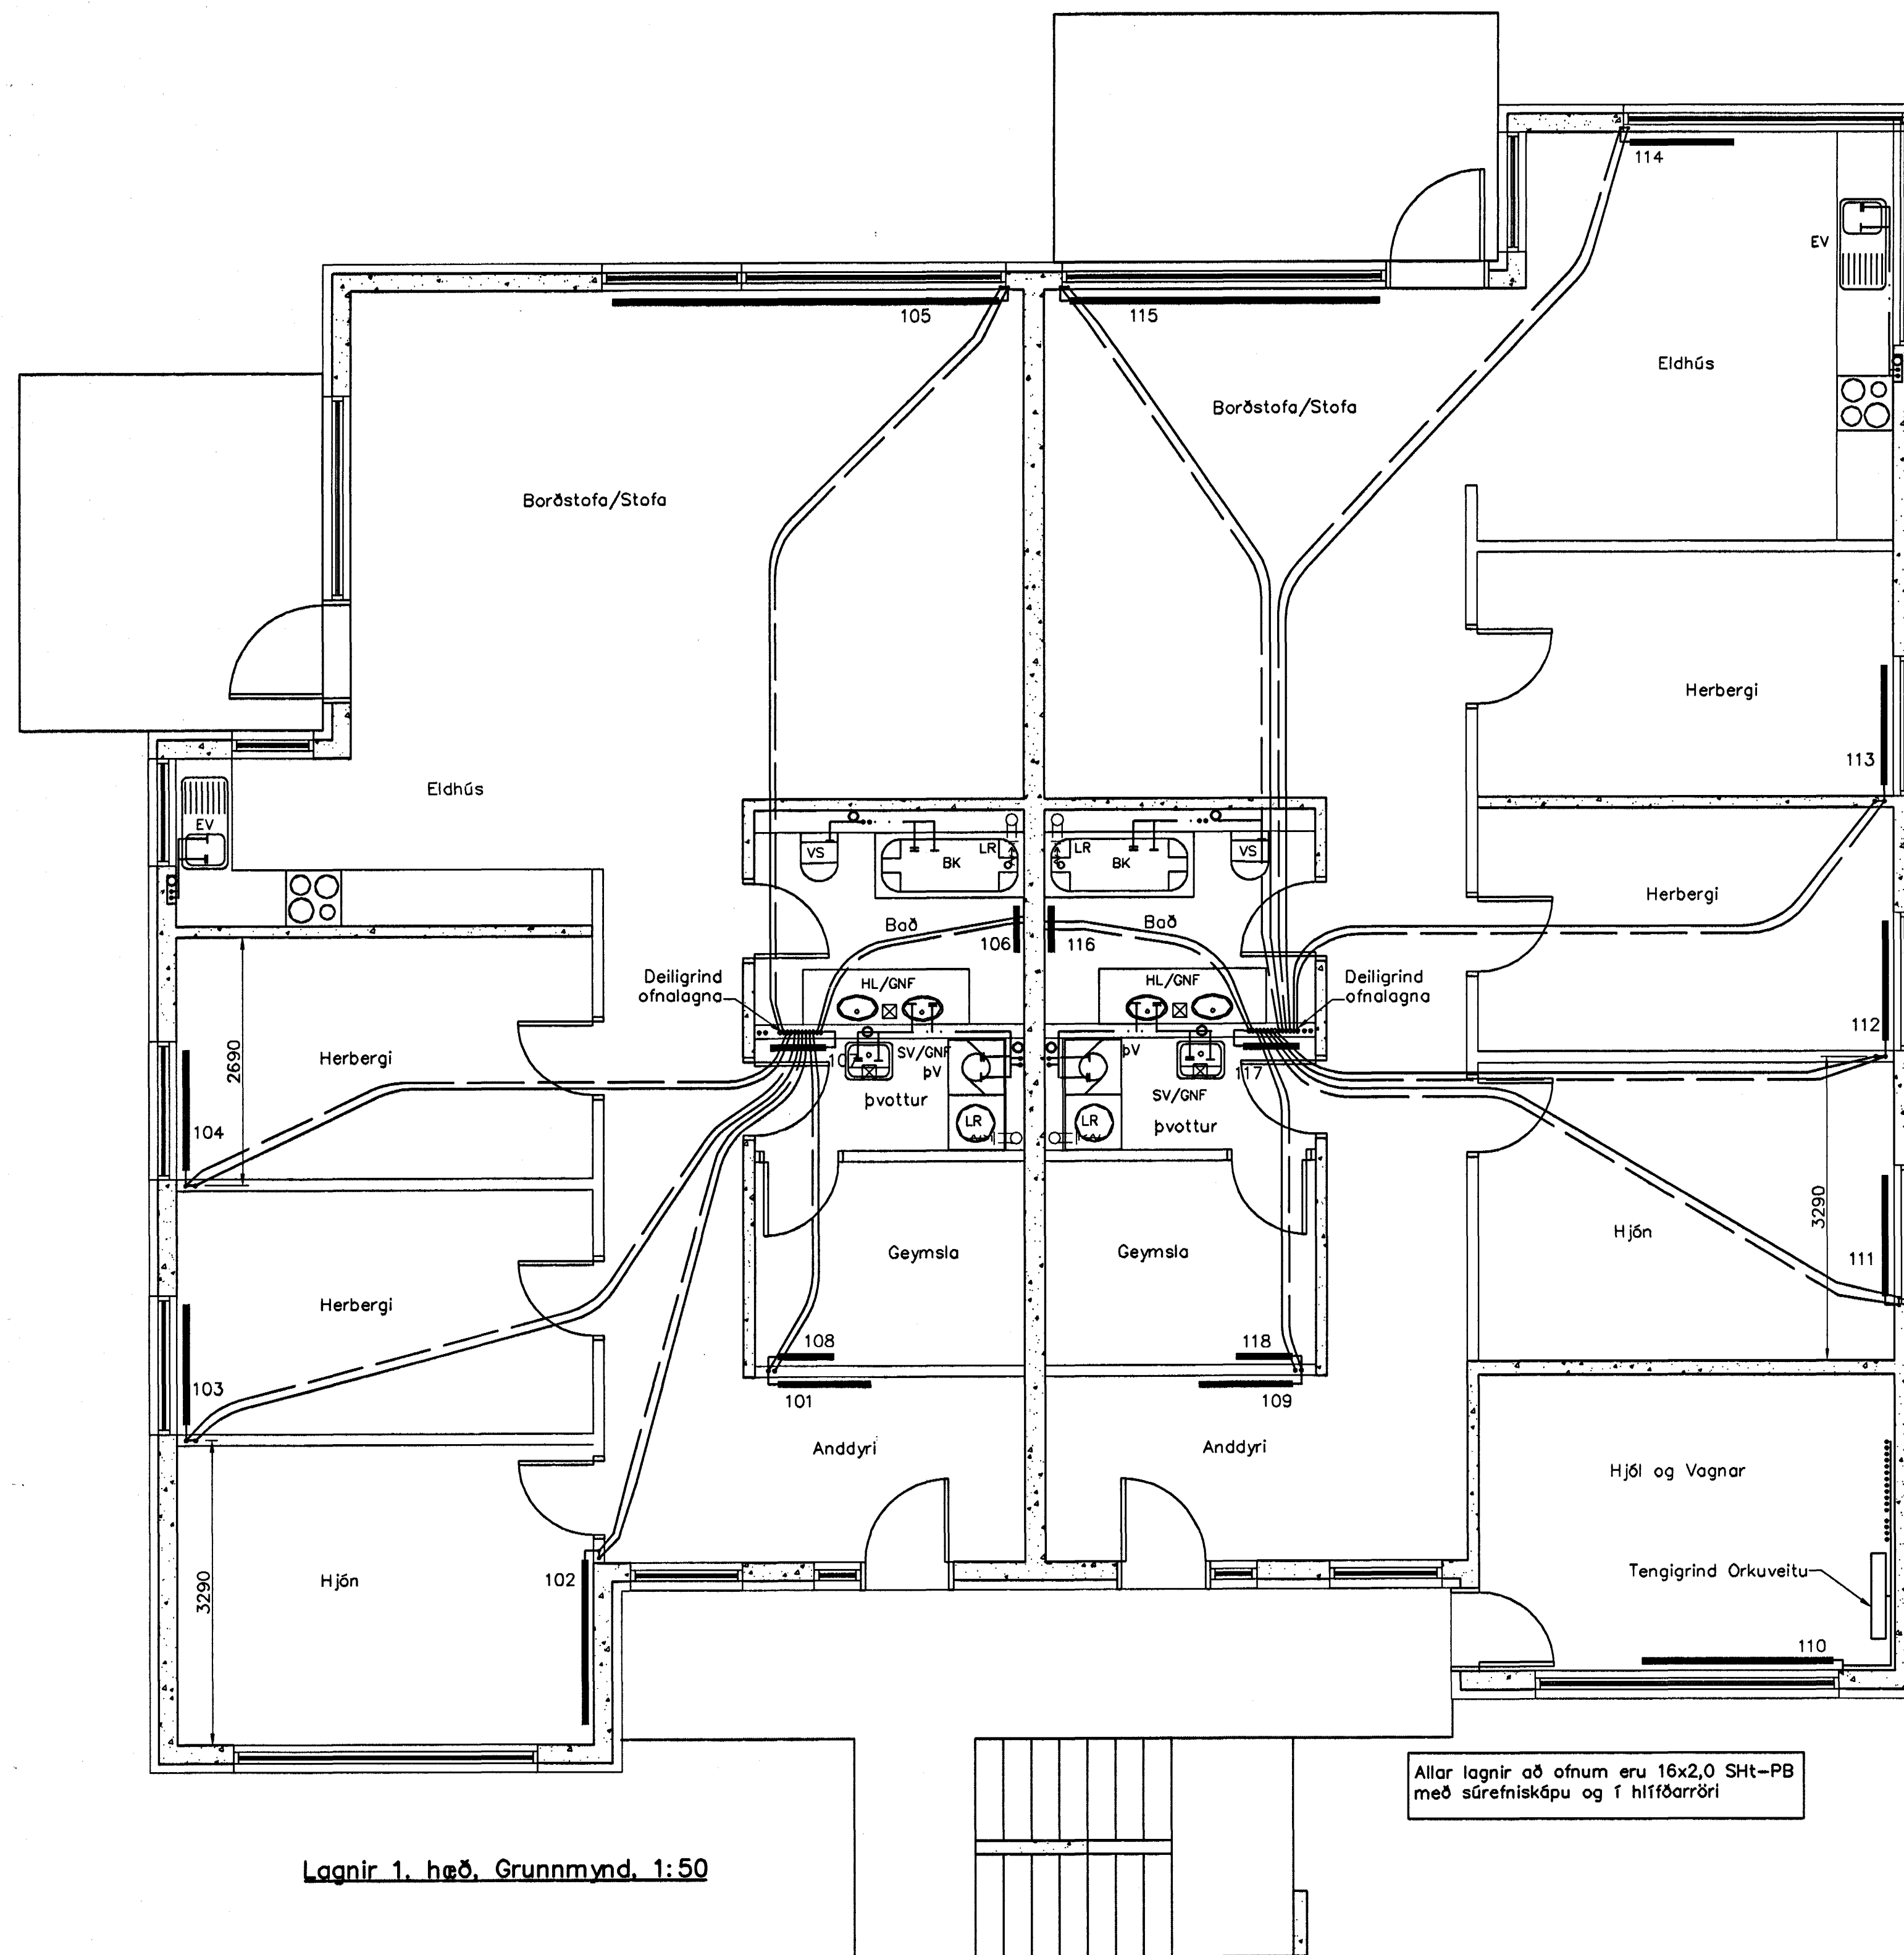 114
EV
105
115
Eldhús
Borðstofa/Stofa
Borðstofa/Stofa
Herbergi
113
Eldhús
EV
VS
BK
LR
LR
BK
VS
Herbergi
Bað
106
116
Bað
Deiligrind
ofnalagna
HL/GNF
HL/GNF
Deiligrind
ofnalagna
112
2690
Herbergi
107
SV/GNF
þV
þV
117
SV/GNF
þvottur
þvottur
LR
LR
104
Geymsla
Geymsla
Hjón
3290
111
Herbergi
108
118
103
101
109
Anddyri
Anddyri
Hjól og Vagnar
3290
Hjón
102
Tengigrind Orkuveitu
110
Allar lagnir að ofnum eru 16x2,0 SHt-PB
með súrefniskápu og í hlífðarröri
Lagnir 1. hæð, Grunnmynd, 1:50